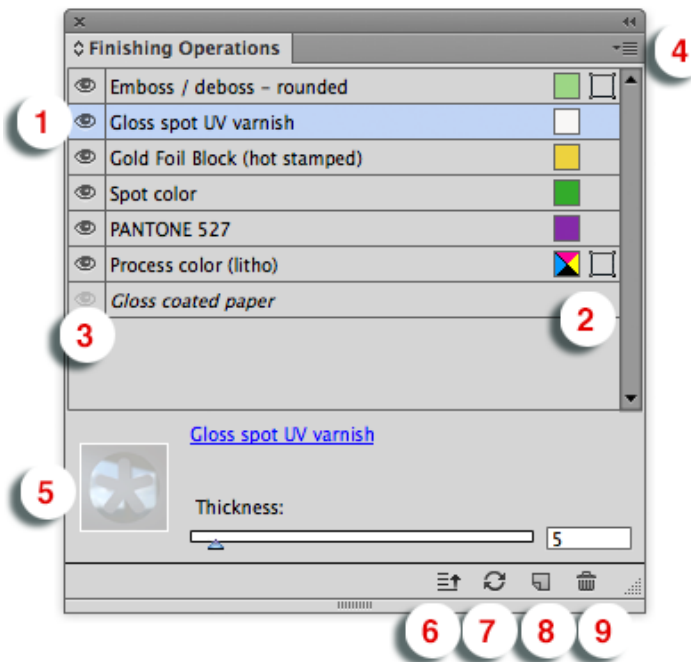 Finishing Operations
4
Emboss / deboss – rounded
1
Gloss spot UV varnish
Gold Foil Block (hot stamped)
Spot color
PANTONE 527
Process color (litho)
Gloss coated paper
2
3
Gloss spot UV varnish
5
Thickness:
5
6 7 8 9